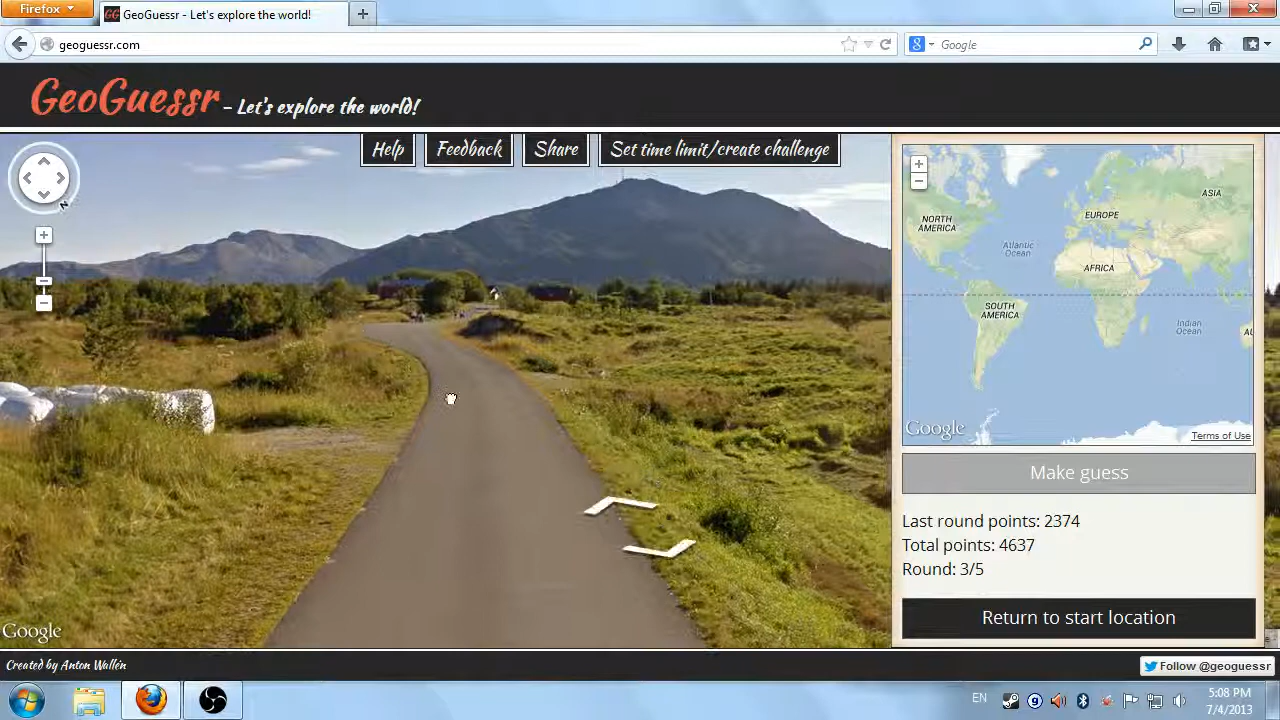 Firefox
GeoGuessr - Let's explore the world!
geoguessr.com
Google
GeoGuessr - Let's explore the world!
Help
Feedback
Share
Set time limit/create challenge
NORTH AMERICA
Atlantic Ocean
EUROPE
ASIA
AFRICA
SOUTH AMERICA
Indian Ocean
AU
Google
Terms of Use
Make guess
Last round points: 2374
Total points: 4637
Round: 3/5
Return to start location
Google
Created by Anton Wallén
Follow @geoguessr
EN
5:08 PM
7/4/2013